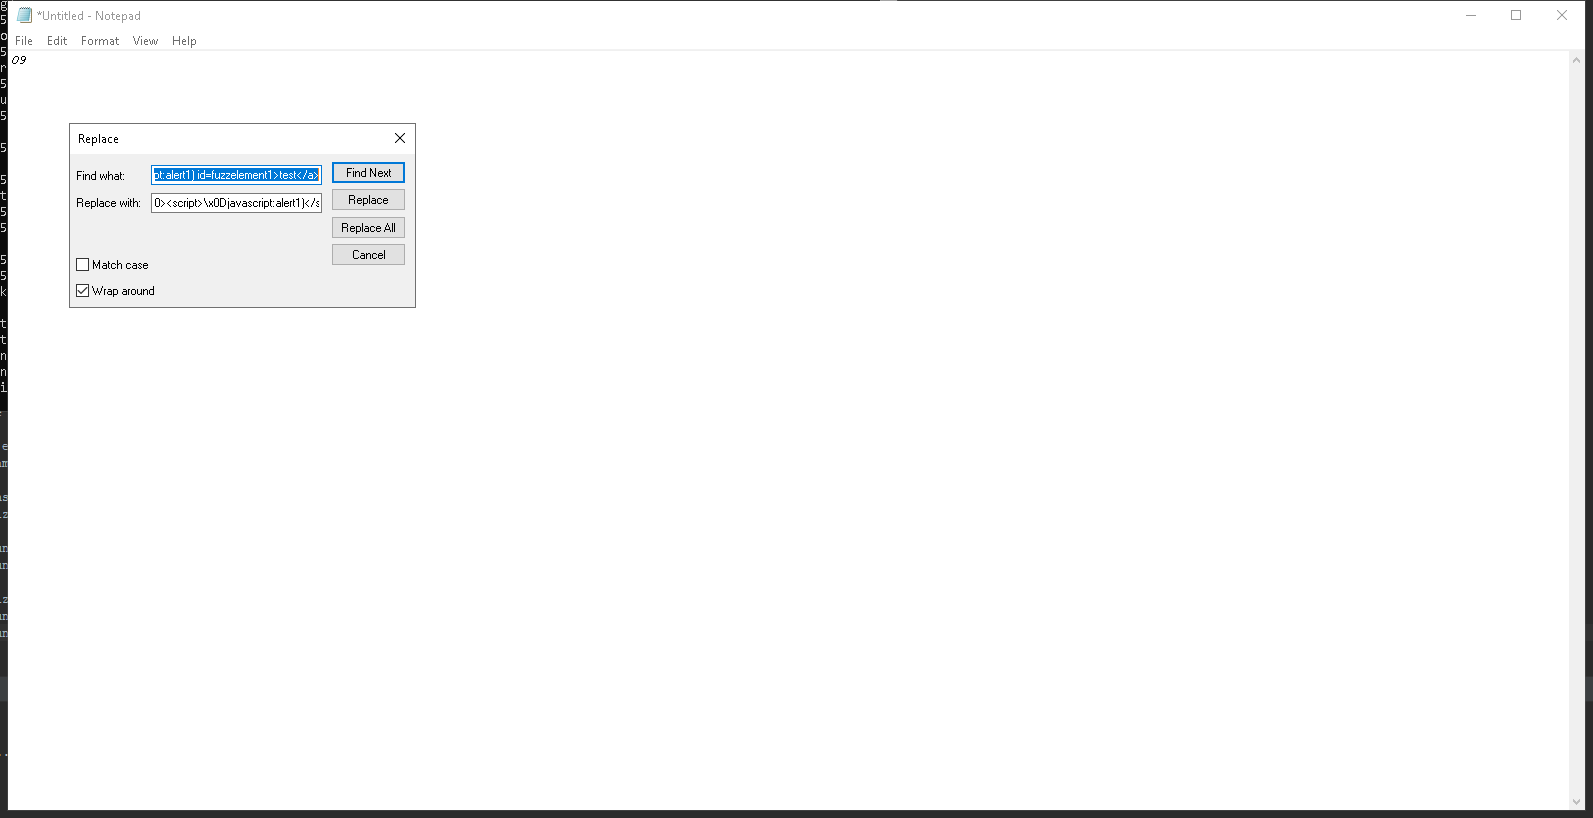 *Untitled - Notepad
File Edit Format View Help
09
Replace
Find what: pt:alert1) id=fuzzelement1>test</a> Find Next
Replace with: 0><script>\x0Djavascript:alert1)</s Replace
Replace All
Cancel
Match case
Wrap around